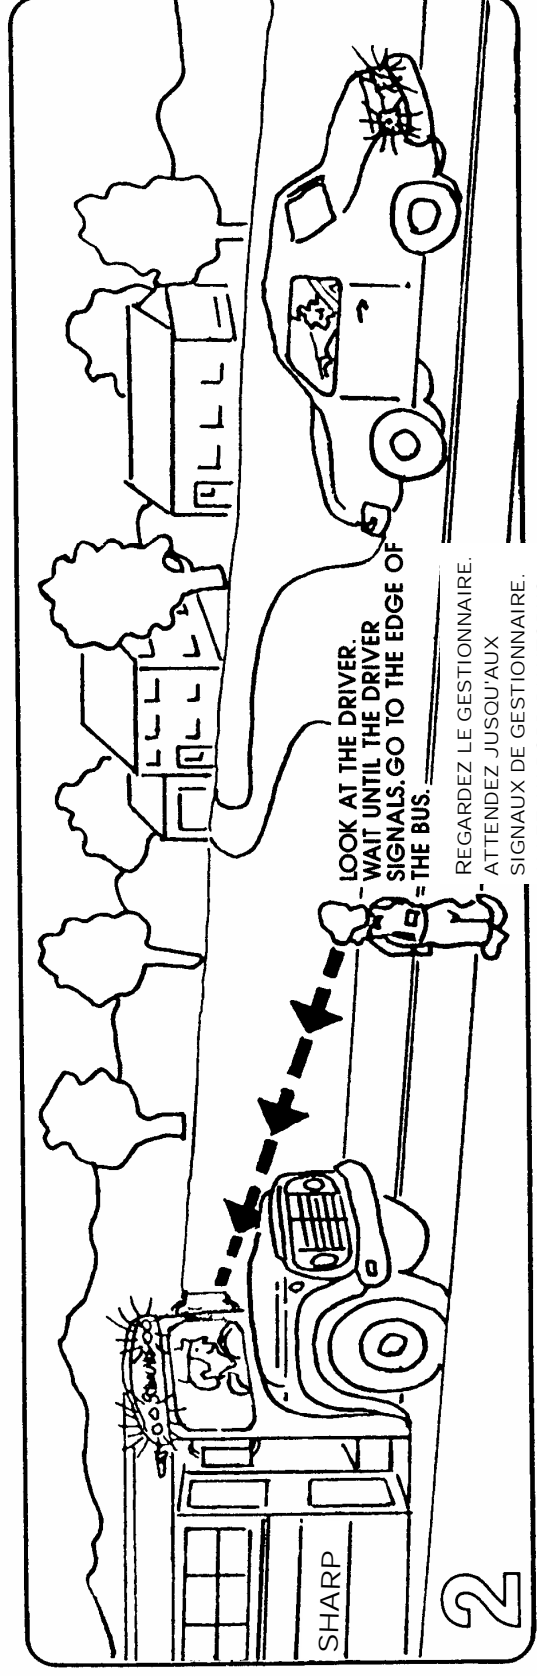 LOOK AT THE DRIVER.
WAIT UNTIL THE DRIVER
SIGNALS.GO TO THE EDGE OF
THE BUS.
REGARDEZ LE GESTIONNAIRE.
ATTENDEZ JUSQU'AUX
SIGNAUX DE GESTIONNAIRE.
SHARP
2